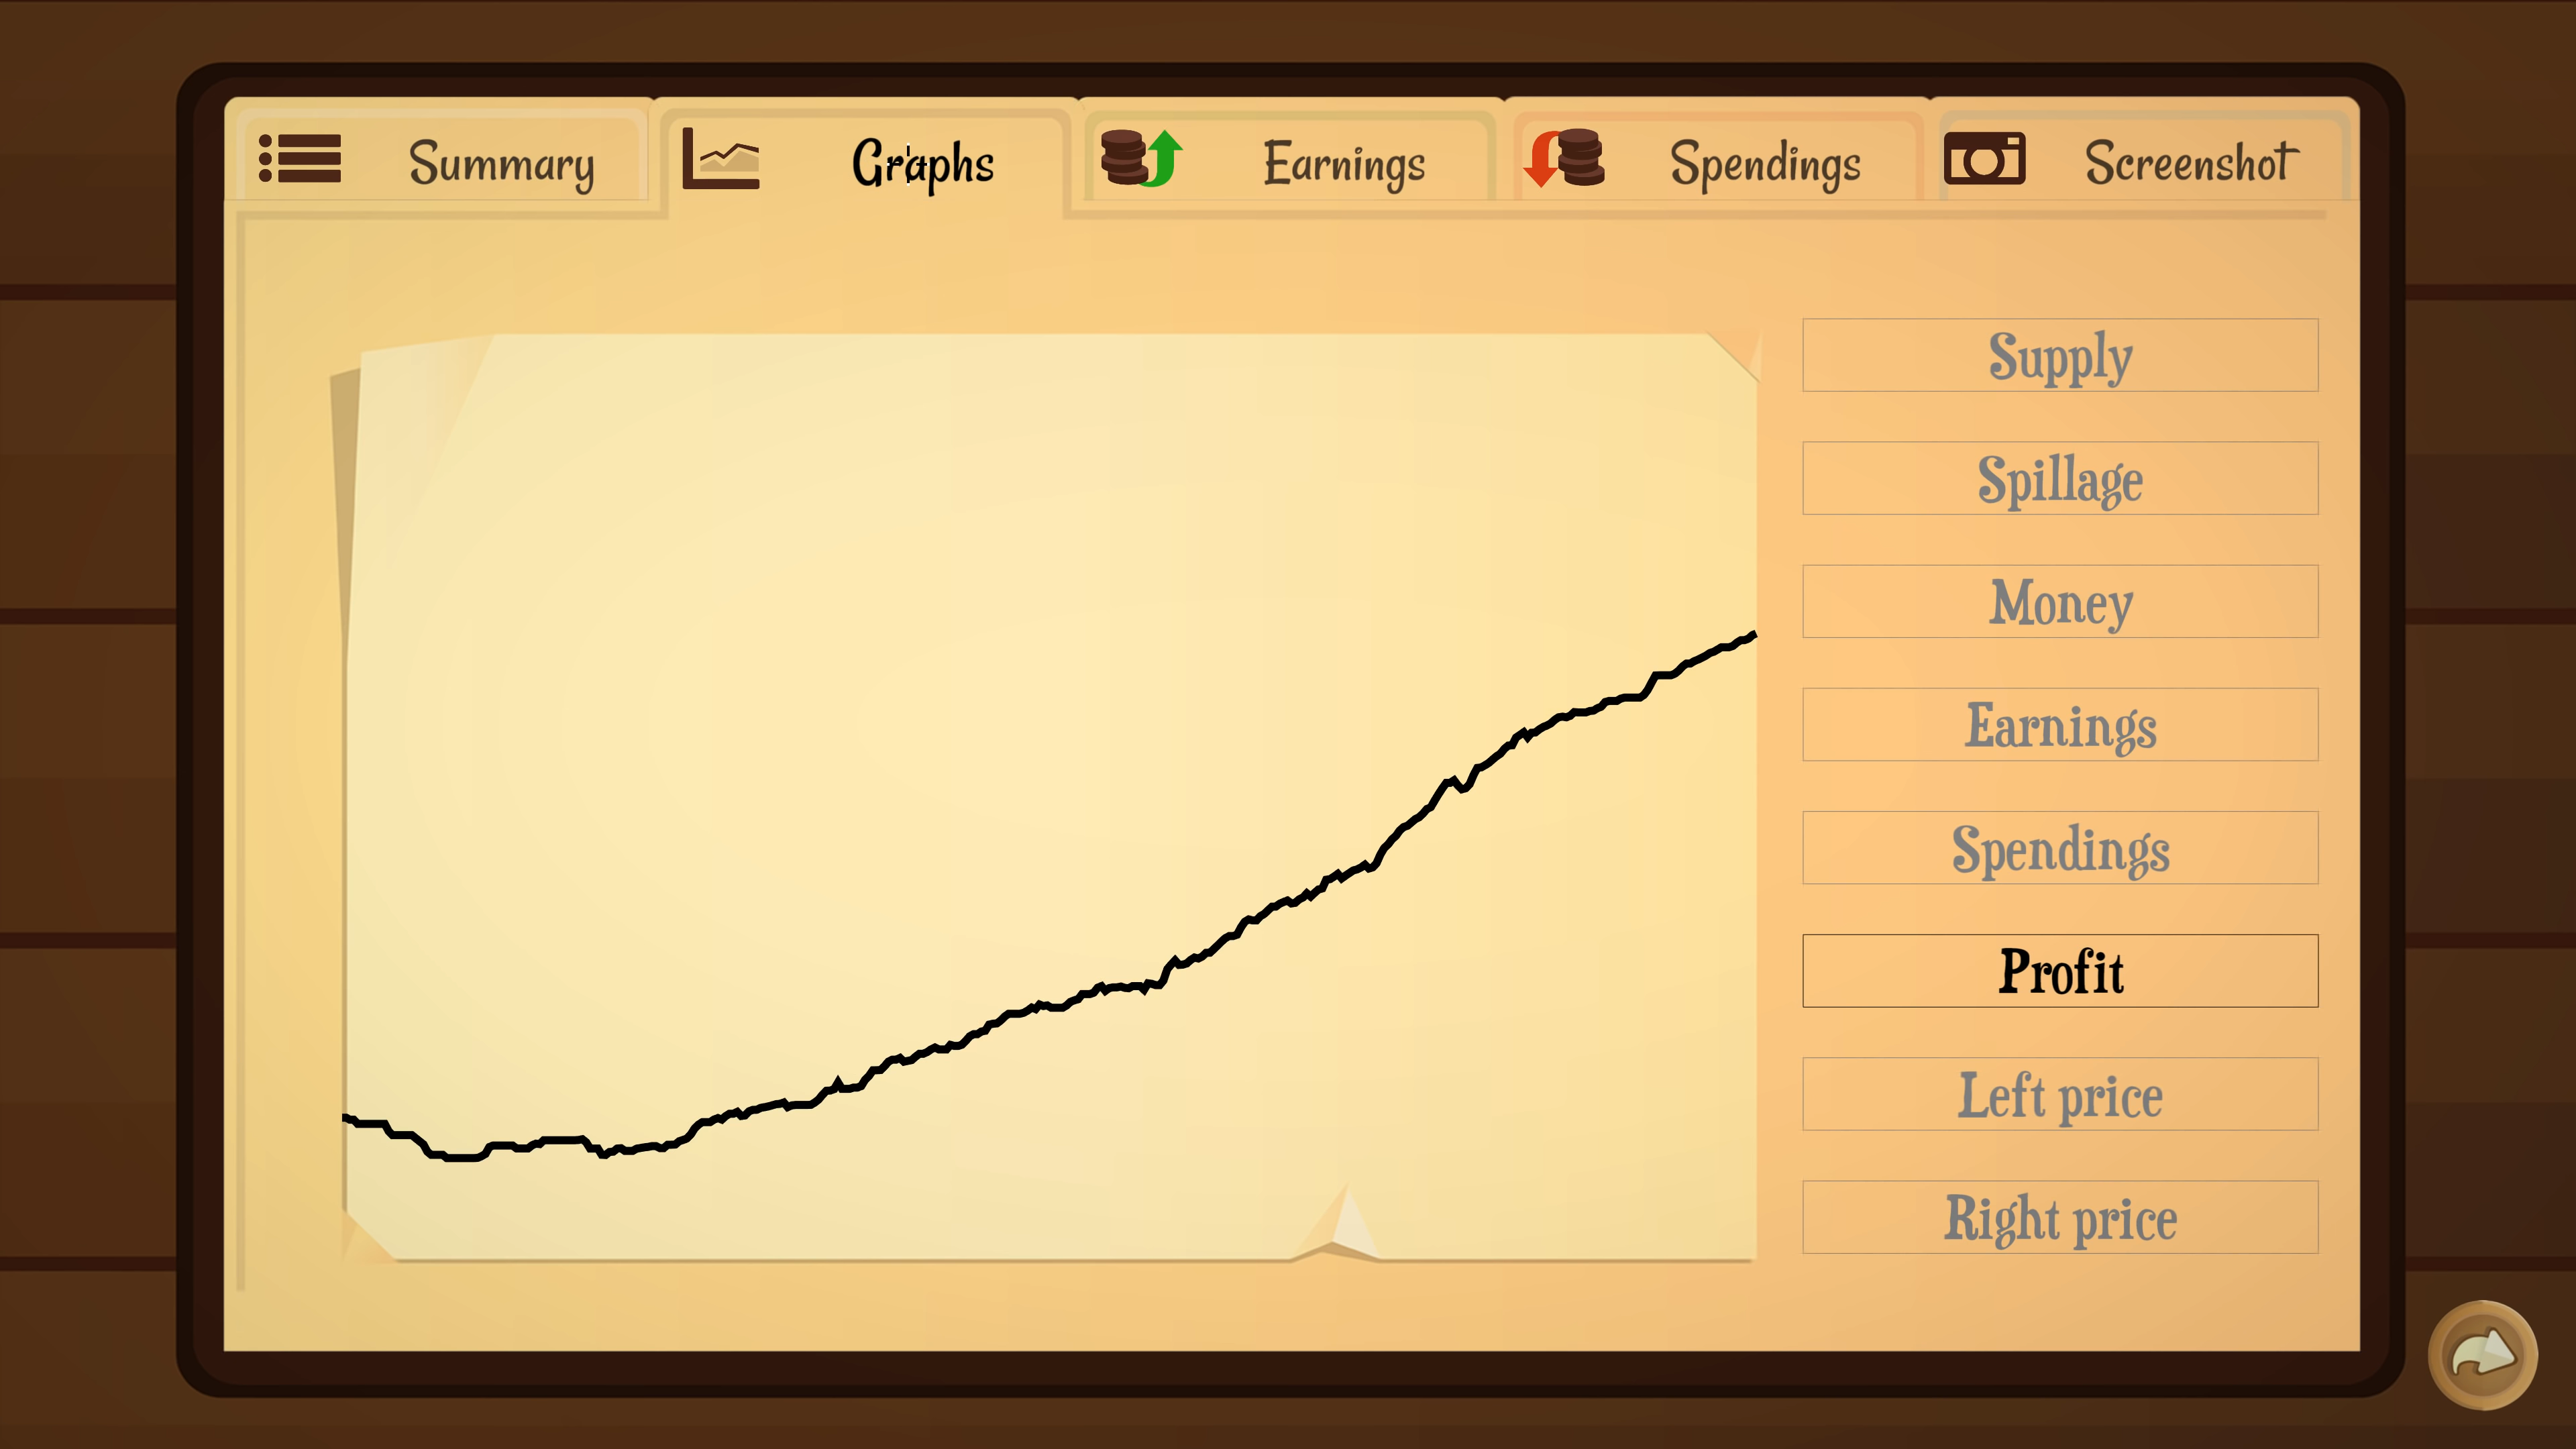 Summary
Graphs
Earnings
Spendings
Screenshot
Supply
Spillage
Money
Earnings
Spendings
Profit
Left price
Right price